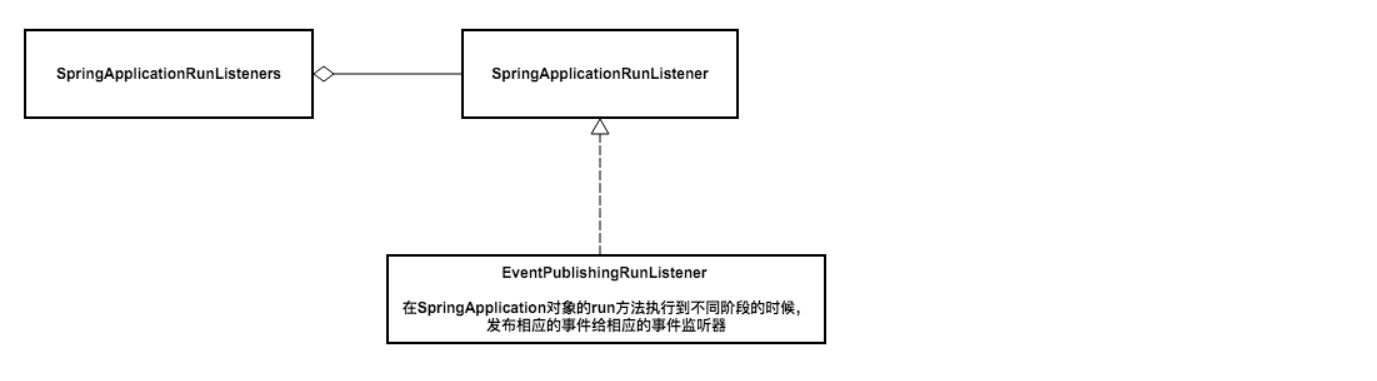 SpringApplicationRunListeners
SpringApplicationRunListener
EventPublishingRunListener
在SpringApplication对象的run方法执行到不同阶段的时候，
发布相应的事件给相应的事件监听器